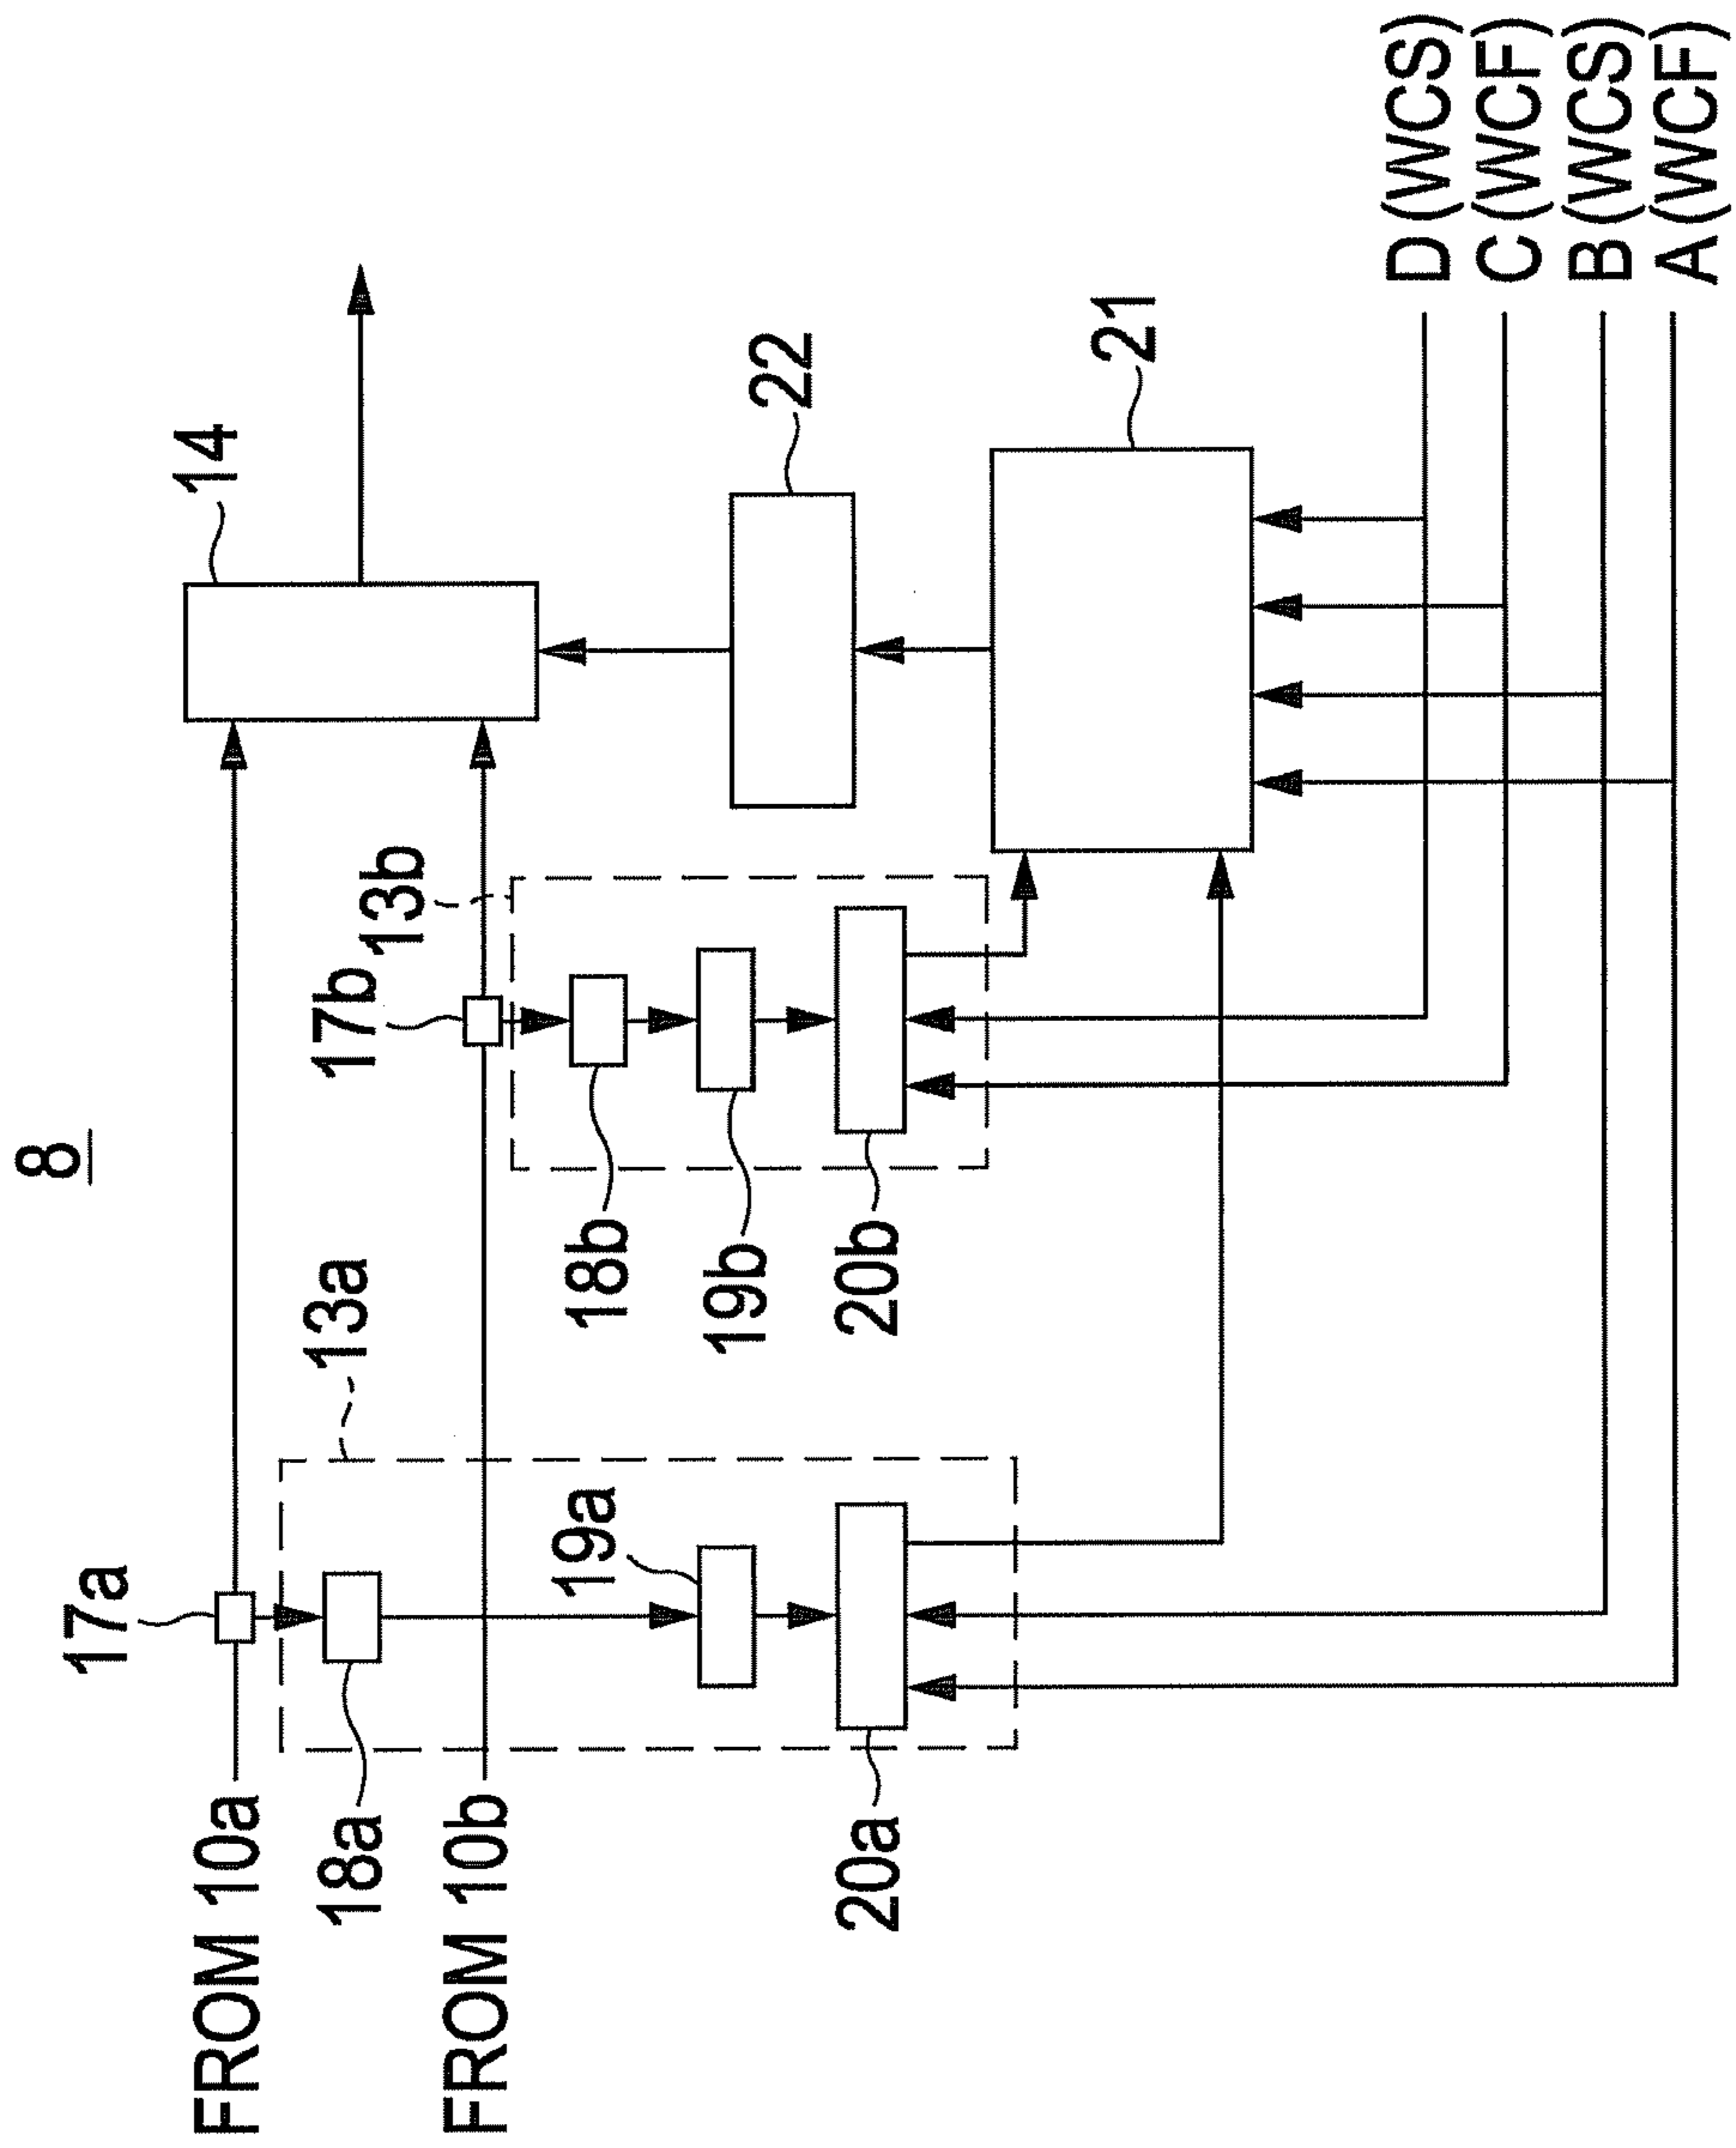 8
17a
FROM 10a
13a
18a
FROM 10b
19a
20a
17b
13b
18b
19b
20b
14
22
21
D (WCS)
C (WCF)
B (WCS)
A (WCF)